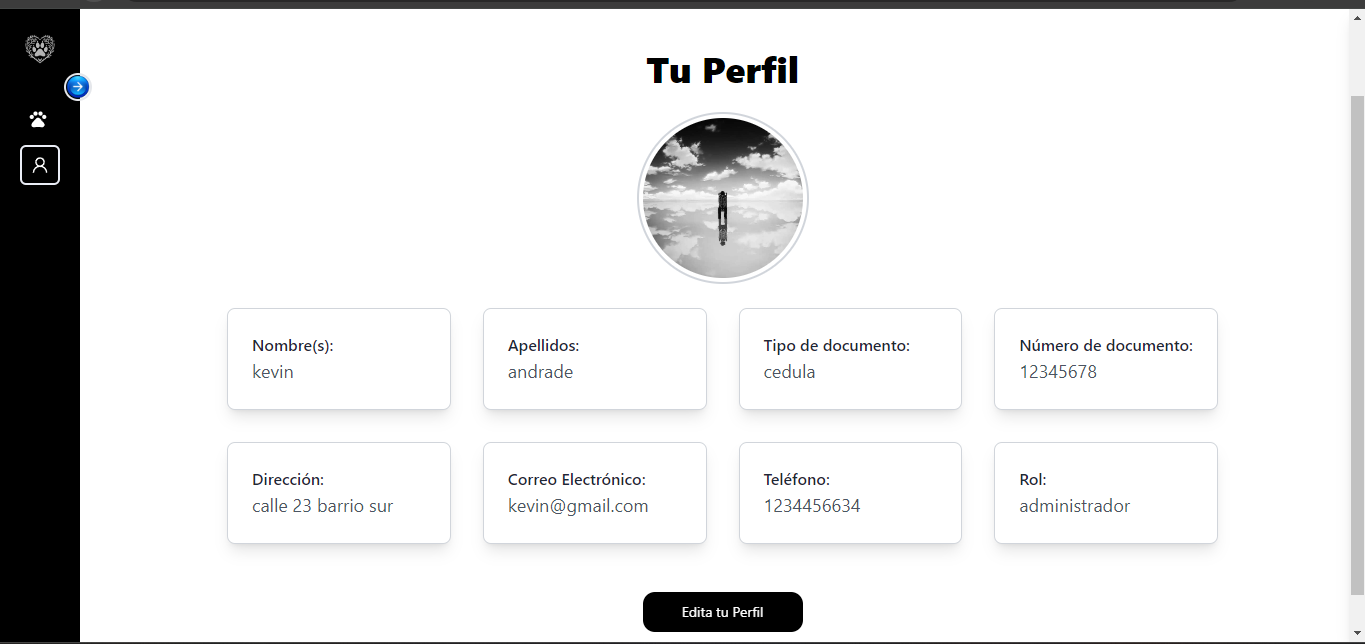 Tu Perfil
Nombre(s):
kevin
Apellidos:
andrade
Tipo de documento:
cedula
Número de documento:
12345678
Dirección:
calle 23 barrio sur
Correo Electrónico:
kevin@gmail.com
Teléfono:
1234456634
Rol:
administrador
Edita tu Perfil